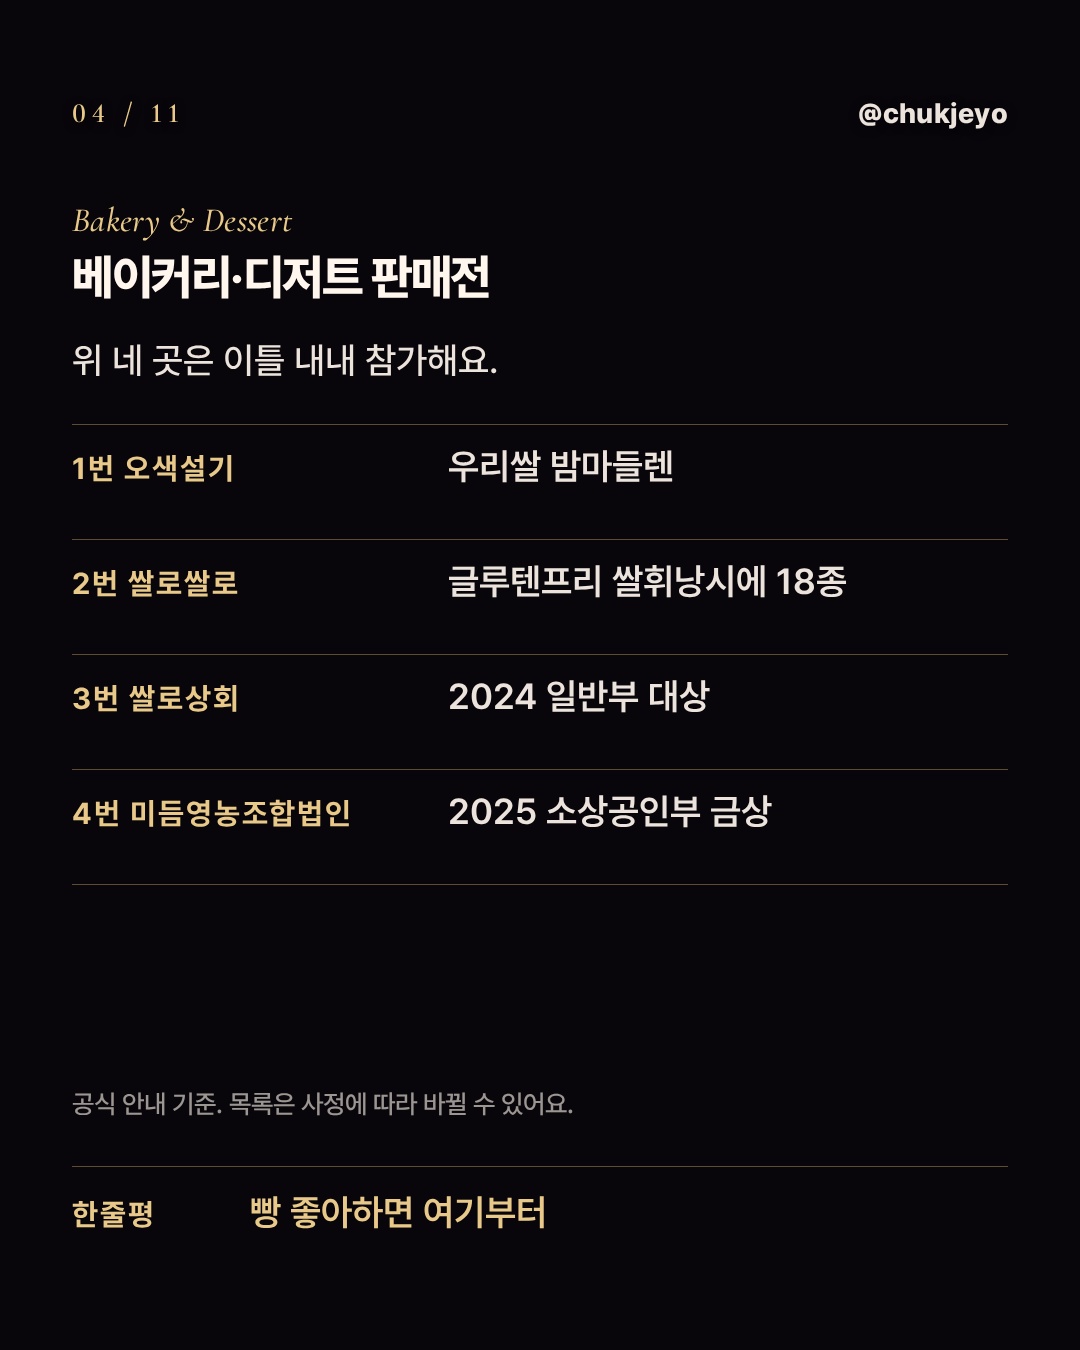 04 / 11
@chukjeyo
Bakery & Dessert
베이커리·디저트 판매전
위 네 곳은 이틀 내내 참가해요.
1번 오색설기
우리쌀 밤마들렌
2번 쌀로쌀로
글루텐프리 쌀휘낭시에 18종
3번 쌀로상회
2024 일반부 대상
4번 미듬영농조합법인
2025 소상공인부 금상
공식 안내 기준. 목록은 사정에 따라 바뀔 수 있어요.
한줄평
빵 좋아하면 여기부터